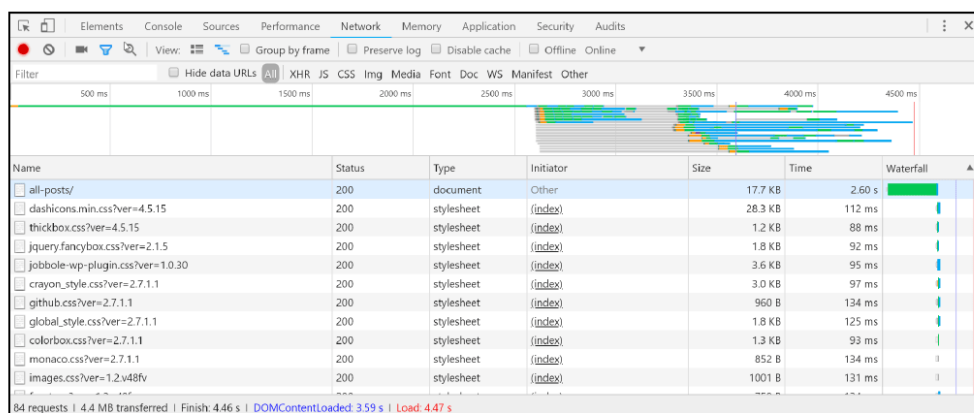 Elements Console Sources Performance Network Memory Application Security Audits
View: Group by frame Preserve log Disable cache Offline Online
Filter Hide data URLs All XHR JS CSS Img Media Font Doc WS Manifest Other
500 ms 1000 ms 1500 ms 2000 ms 2500 ms 3000 ms 3500 ms 4000 ms 4500 ms
Name Status Type Initiator Size Time Waterfall
all-posts/ 200 document Other 17.7 KB 2.60 s
dashicons.min.css?ver=4.5.15 200 stylesheet (index) 28.3 KB 112 ms
thickbox.css?ver=4.5.15 200 stylesheet (index) 1.2 KB 88 ms
jquery.fancybox.css?ver=2.1.5 200 stylesheet (index) 1.8 KB 92 ms
jobbole-wp-plugin.css?ver=1.0.30 200 stylesheet (index) 3.6 KB 95 ms
crayon_style.css?ver=2.7.1.1 200 stylesheet (index) 3.0 KB 97 ms
github.css?ver=2.7.1.1 200 stylesheet (index) 960 B 134 ms
global_style.css?ver=2.7.1.1 200 stylesheet (index) 1.8 KB 125 ms
colorbox.css?ver=2.7.1.1 200 stylesheet (index) 1.3 KB 93 ms
monaco.css?ver=2.7.1.1 200 stylesheet (index) 852 B 134 ms
images.css?ver=1.2.v48fv 200 stylesheet (index) 1001 B 131 ms
84 requests | 4.4 MB transferred | Finish: 4.46 s | DOMContentLoaded: 3.59 s | Load: 4.47 s